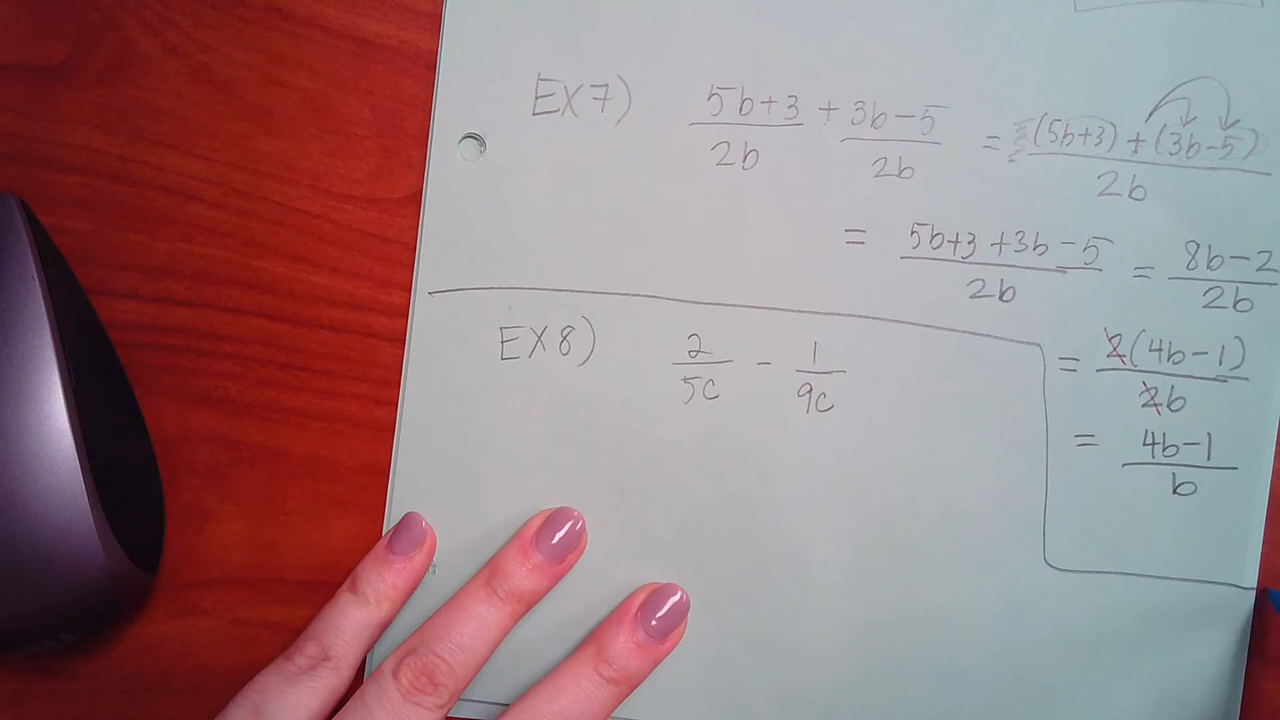 EX7) (5b+3)/2b + (3b-5)/2b = ((5b+3) + (3b-5))/2b
= (5b+3+3b-5)/2b = (8b-2)/2b
= 2(4b-1)/2b
= (4b-1)/b
EX8) 2/5c - 1/9c